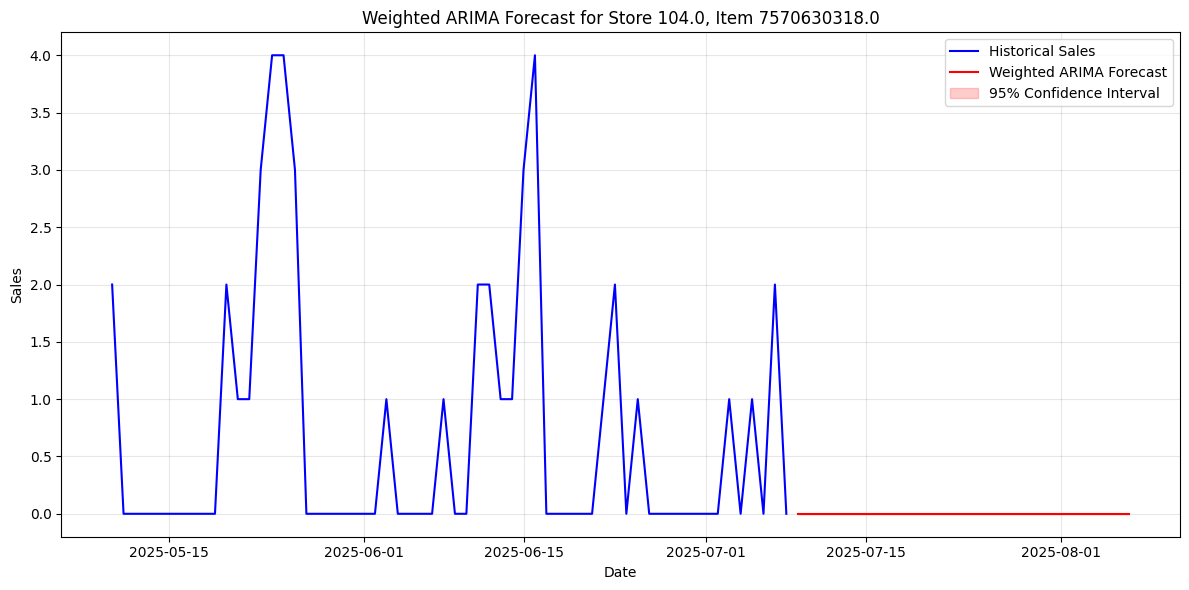 Weighted ARIMA Forecast for Store 104.0, Item 7570630318.0
Historical Sales
Weighted ARIMA Forecast
95% Confidence Interval
Sales
4.0
3.5
3.0
2.5
2.0
1.5
1.0
0.5
0.0
2025-05-15
2025-06-01
2025-06-15
2025-07-01
2025-07-15
2025-08-01
Date